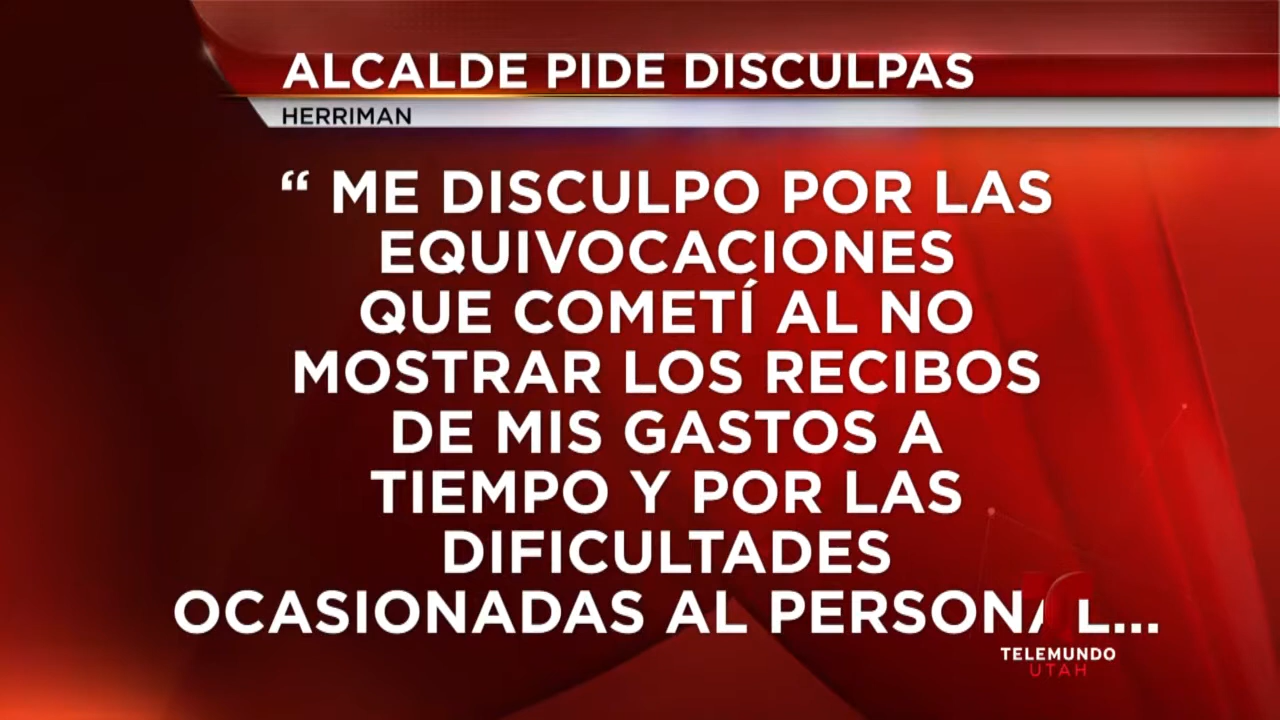 ALCALDE PIDE DISCULPAS
HERRIMAN
“ ME DISCULPO POR LAS
EQUIVOCACIONES
QUE COMETÍ AL NO
MOSTRAR LOS RECIBOS
DE MIS GASTOS A
TIEMPO Y POR LAS
DIFICULTADES
OCASIONADAS AL PERSONAL...
TELEMUNDO
UTAH